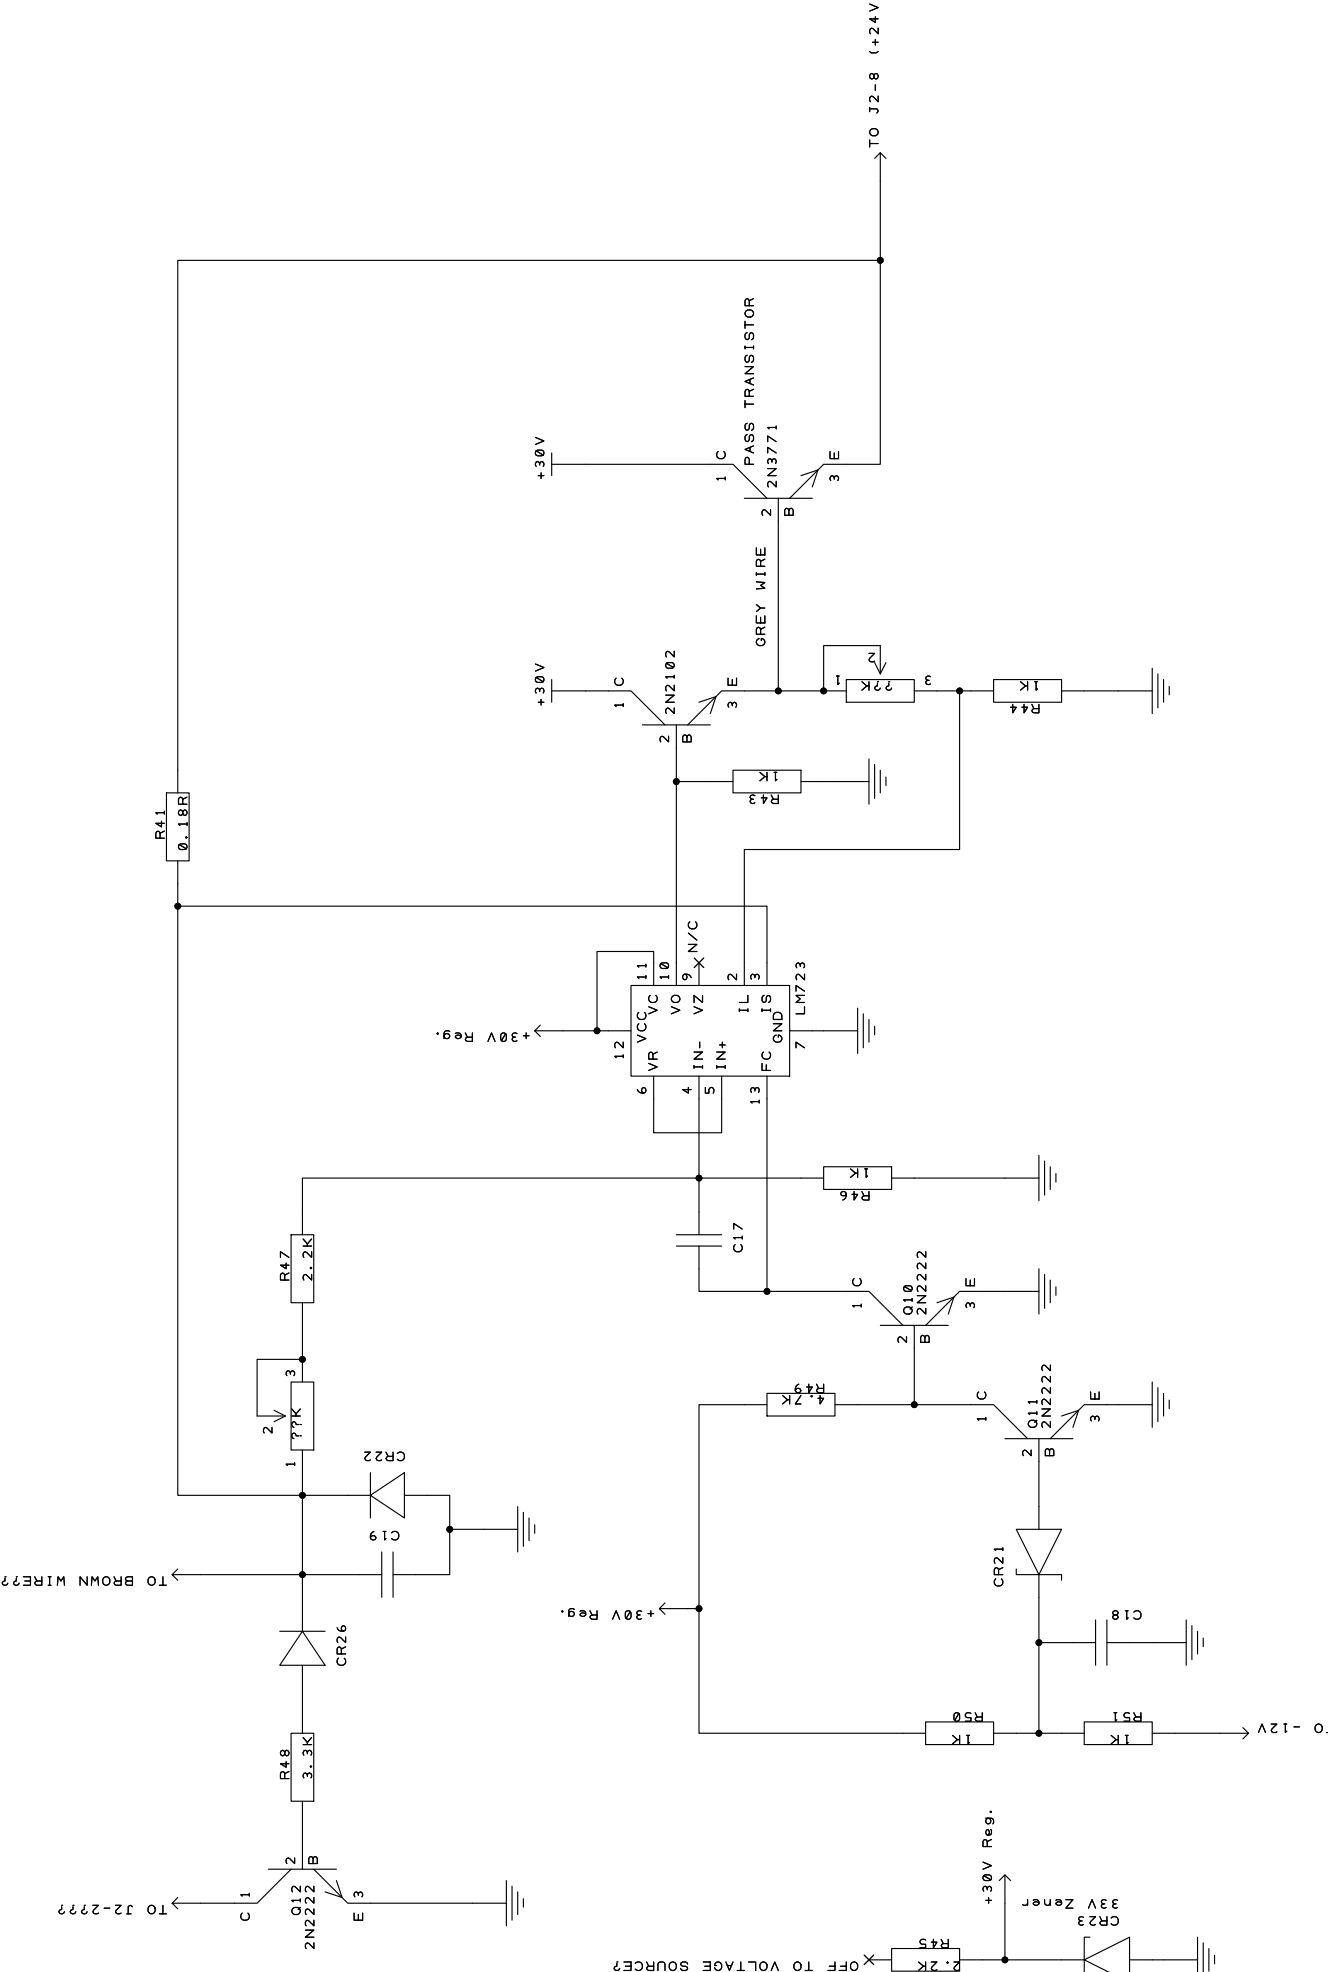 TO J2-8 (+24V
PASS TRANSISTOR
2N3771
+30V
1 C
2 B
3 E
GREY WIRE
+30V
1 C
2N2102
2 B
3 E
1
2
??K
3
1K
R44
1K
R43
R41
0.18R
+30V Reg.
12
VCC
11
VC
10
VO
9
VZ
N/C
2
IL
3
IS
LM723
GND
7
VR
6
IN-
4
IN+
5
FC
13
1K
R46
C17
R47
2.2K
3
2
??K
1
1 C
Q10
2N2222
2 B
3 E
R49
4.7K
1 C
Q11
2N2222
2 B
3 E
CR22
C19
TO BROWN WIRE??
CR21
+30V Reg.
C18
CR26
R50
1K
R51
1K
O -12V
R48
3.3K
2 B
C 1
Q12
2N2222
E 3
TO J2-????
+30V Reg.
33V Zener
CR23
R45
2.2K
OFF TO VOLTAGE SOURCE?